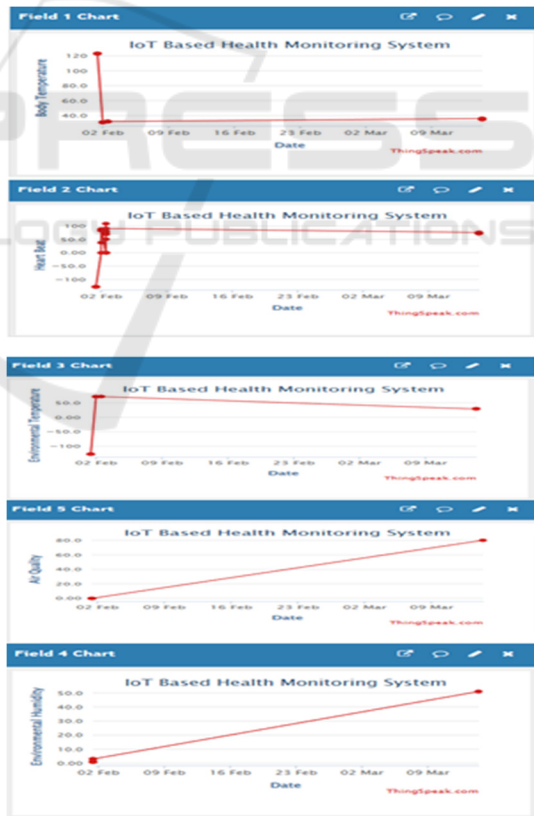 Field 1 Chart
IoT Based Health Monitoring System
Body Temperature
120
100
80.0
60.0
40.0
02 Feb 09 Feb 16 Feb 23 Feb 02 Mar 09 Mar
Date
ThingSpeak.com
PRESS
Field 2 Chart
IoT Based Health Monitoring System
LOGY PUBLICATIONS
Heart Beat
100
50.0
0.00
-50.0
-100
02 Feb 09 Feb 16 Feb 23 Feb 02 Mar 09 Mar
Date
ThingSpeak.com
Field 3 Chart
IoT Based Health Monitoring System
Environmental Temperature
50.0
0.00
-50.0
-100
02 Feb 09 Feb 16 Feb 23 Feb 02 Mar 09 Mar
Date
ThingSpeak.com
Field 5 Chart
IoT Based Health Monitoring System
Air Quality
80.0
60.0
40.0
20.0
0.00
02 Feb 09 Feb 16 Feb 23 Feb 02 Mar 09 Mar
Date
ThingSpeak.com
Field 4 Chart
IoT Based Health Monitoring System
Environmental Humidity
50.0
40.0
30.0
20.0
10.0
0.00
02 Feb 09 Feb 16 Feb 23 Feb 02 Mar 09 Mar
Date
ThingSpeak.com